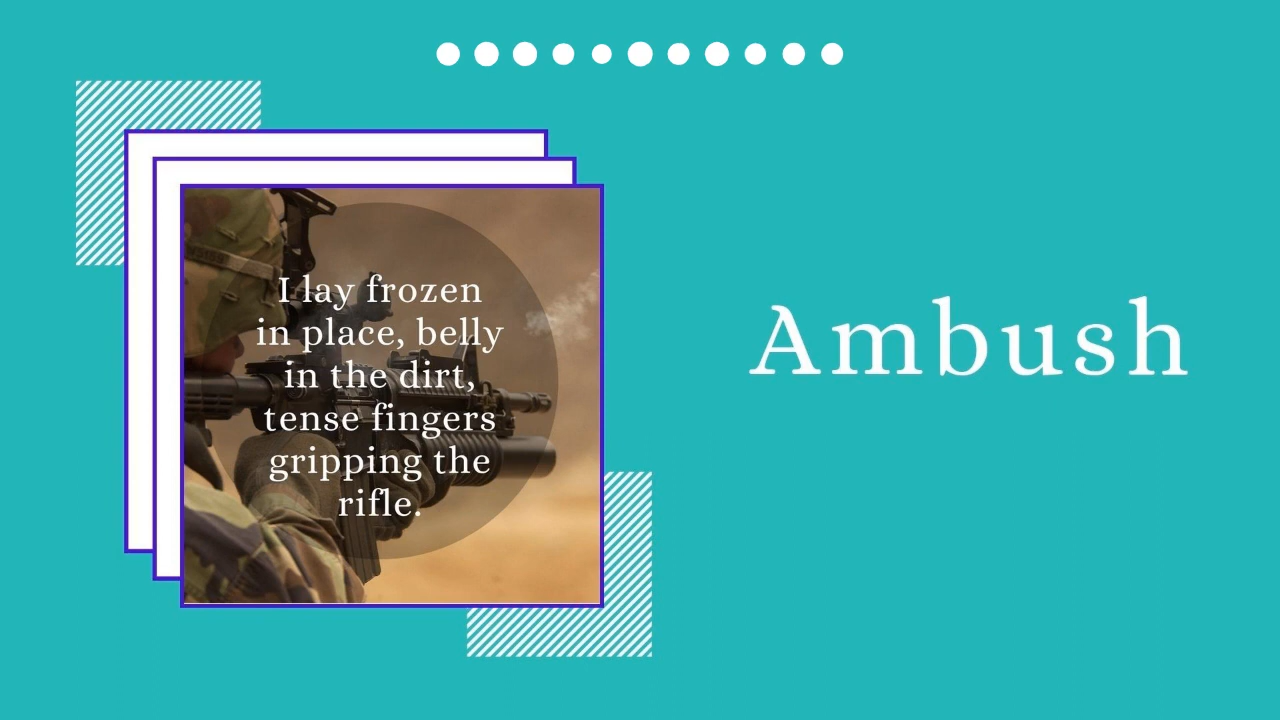 I lay frozen
in place, belly
in the dirt,
tense fingers
gripping the
rifle.
Ambush